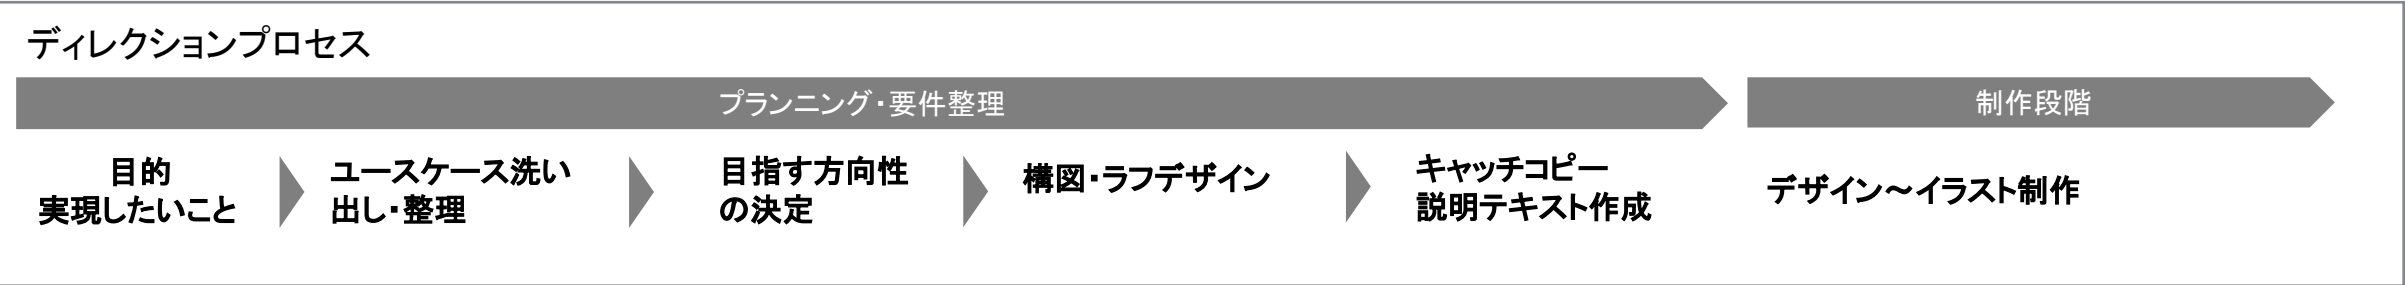 ディレクションプロセス
プランニング・要件整理
制作段階
目的
実現したいこと
ユースケース洗い
出し・整理
目指す方向性
の決定
構図・ラフデザイン
キャッチコピー
説明テキスト作成
デザイン～イラスト制作